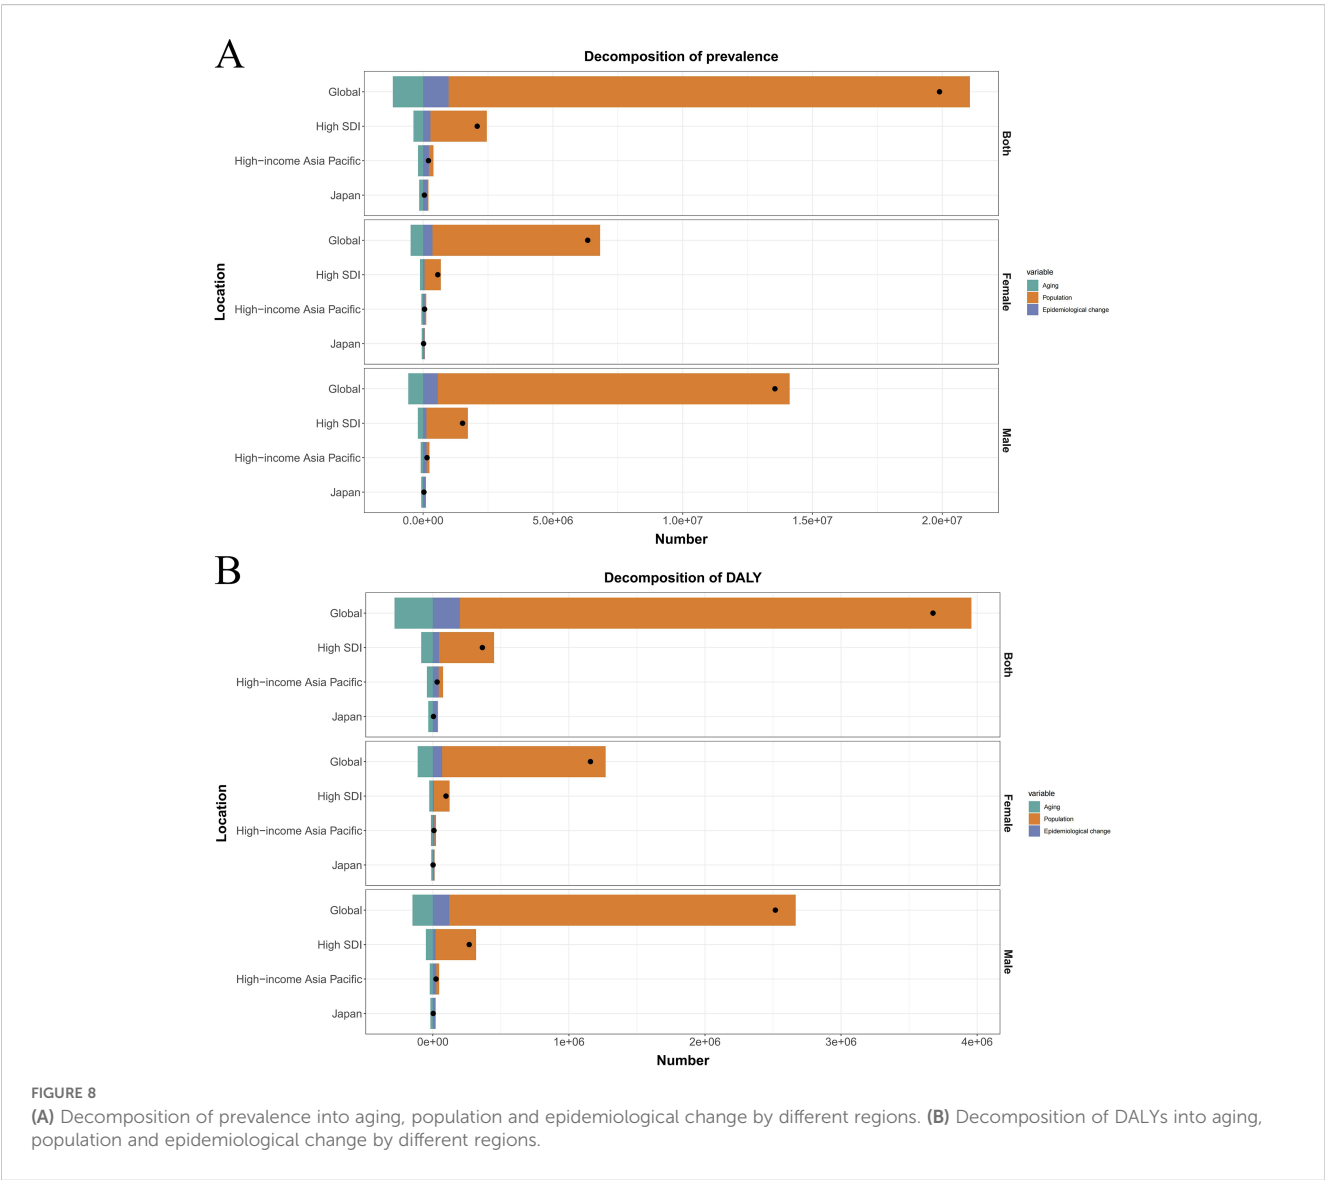 A
Decomposition of prevalence
Global
High SDI
High−income Asia Pacific
Japan
Both
Global
High SDI
High−income Asia Pacific
Japan
Female
Global
High SDI
High−income Asia Pacific
Japan
Male
Location
0.0e+00 5.0e+06 1.0e+07 1.5e+07 2.0e+07
Number
variable
Aging
Population
Epidemiological change
B
Decomposition of DALY
Global
High SDI
High−income Asia Pacific
Japan
Both
Global
High SDI
High−income Asia Pacific
Japan
Female
Global
High SDI
High−income Asia Pacific
Japan
Male
Location
0e+00 1e+06 2e+06 3e+06 4e+06
Number
variable
Aging
Population
Epidemiological change
FIGURE 8
(A) Decomposition of prevalence into aging, population and epidemiological change by different regions. (B) Decomposition of DALYs into aging,
population and epidemiological change by different regions.